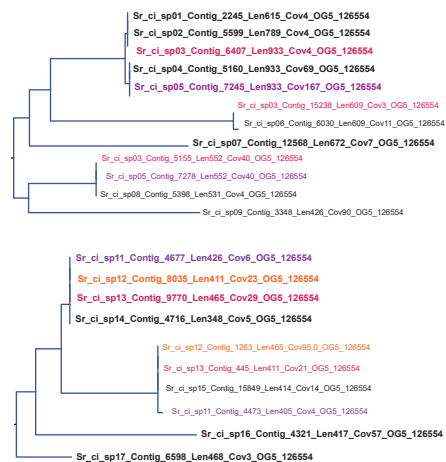 Sr_ci_sp01_Contig_2245_Len615_Cov4_OG5_126554
Sr_ci_sp02_Contig_5599_Len789_Cov4_OG5_126554
Sr_ci_sp03_Contig_6407_Len933_Cov4_OG5_126554
Sr_ci_sp04_Contig_5160_Len933_Cov69_OG5_126554
Sr_ci_sp05_Contig_7245_Len933_Cov167_OG5_126554
Sr_ci_sp03_Contig_15238_Len609_Cov3_OG5_126554
Sr_ci_sp06_Contig_6030_Len609_Cov11_OG5_126554
Sr_ci_sp07_Contig_12568_Len672_Cov7_OG5_126554
Sr_ci_sp03_Contig_5155_Len552_Cov40_OG5_126554
Sr_ci_sp05_Contig_7278_Len552_Cov40_OG5_126554
Sr_ci_sp08_Contig_5398_Len531_Cov4_OG5_126554
Sr_ci_sp09_Contig_3348_Len426_Cov90_OG5_126554
Sr_ci_sp11_Contig_4677_Len426_Cov6_OG5_126554
Sr_ci_sp12_Contig_8035_Len411_Cov23_OG5_126554
Sr_ci_sp13_Contig_9770_Len465_Cov29_OG5_126554
Sr_ci_sp14_Contig_4716_Len348_Cov5_OG5_126554
Sr_ci_sp12_Contig_1263_Len465_Cov95.0_OG5_126554
Sr_ci_sp13_Contig_445_Len411_Cov21_OG5_126554
Sr_ci_sp15_Contig_15849_Len414_Cov14_OG5_126554
Sr_ci_sp11_Contig_4473_Len405_Cov4_OG5_126554
Sr_ci_sp16_Contig_4321_Len417_Cov57_OG5_126554
Sr_ci_sp17_Contig_6598_Len468_Cov3_OG5_126554